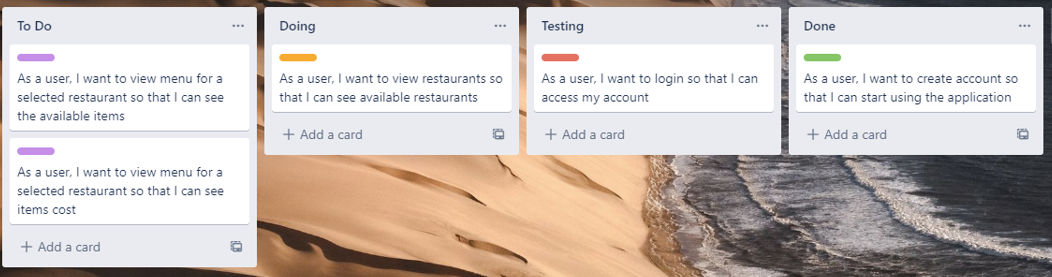 To Do
As a user, I want to view menu for a
selected restaurant so that I can see
the available items
As a user, I want to view menu for a
selected restaurant so that I can see
items cost
Add a card
Doing
As a user, I want to view restaurants so
that I can see available restaurants
Add a card
Testing
As a user, I want to login so that I can
access my account
Add a card
Done
As a user, I want to create account so
that I can start using the application
Add a card